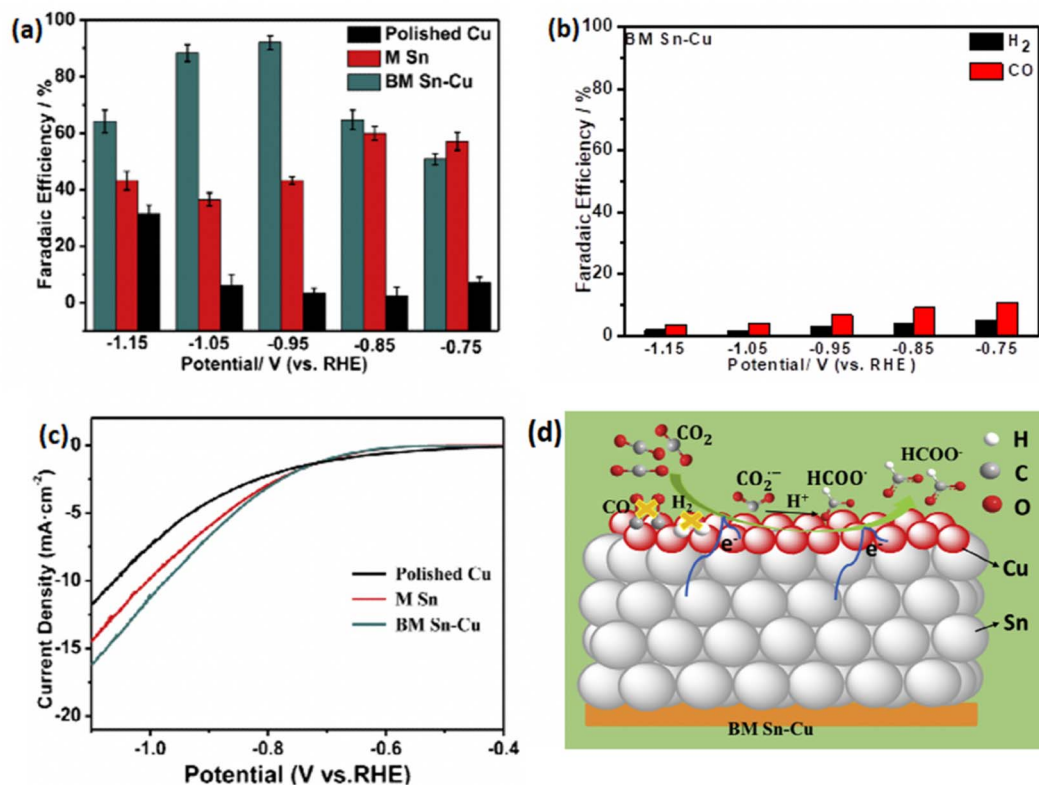 (a)
Polished Cu
M Sn
BM Sn-Cu
Faradaic Efficiency / %
100
80
60
40
20
0
-1.15 -1.05 -0.95 -0.85 -0.75
Potential/ V (vs. RHE)
(b)
BM Sn-Cu
H2
CO
Faradaic Efficiency / %
100
80
60
40
20
0
-1.15 -1.05 -0.95 -0.85 -0.75
Potential/ V (vs. RHE)
(c)
Polished Cu
M Sn
BM Sn-Cu
Current Density (mA·cm-2)
0
-5
-10
-15
-20
-1.0 -0.8 -0.6 -0.4
Potential (V vs.RHE)
(d)
CO2
CO
H2
CO2·−
H+
HCOO·
HCOO-
e-
e-
H
C
O
Cu
Sn
BM Sn-Cu